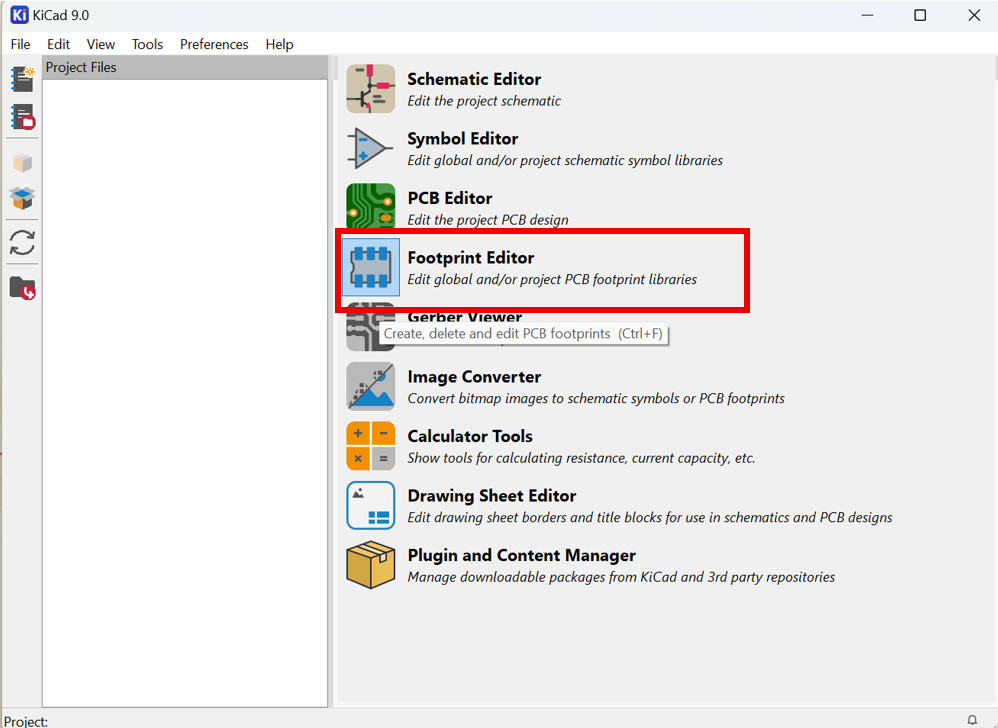 KiCad 9.0
File Edit View Tools Preferences Help
Project Files
Schematic Editor
Edit the project schematic
Symbol Editor
Edit global and/or project schematic symbol libraries
PCB Editor
Edit the project PCB design
Footprint Editor
Edit global and/or project PCB footprint libraries
Gerber Viewer
Create, delete and edit PCB footprints (Ctrl+F)
Image Converter
Convert bitmap images to schematic symbols or PCB footprints
Calculator Tools
Show tools for calculating resistance, current capacity, etc.
Drawing Sheet Editor
Edit drawing sheet borders and title blocks for use in schematics and PCB designs
Plugin and Content Manager
Manage downloadable packages from KiCad and 3rd party repositories
Project: